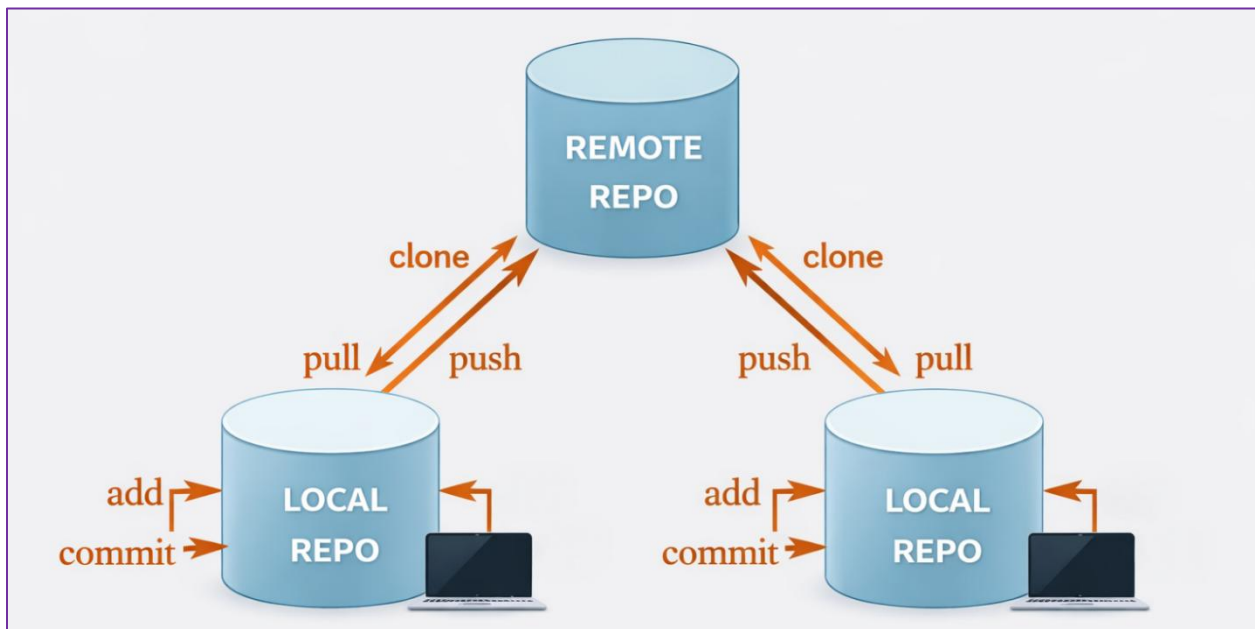 REMOTE
REPO
clone
clone
pull
push
push
pull
add
LOCAL
REPO
commit
add
LOCAL
REPO
commit